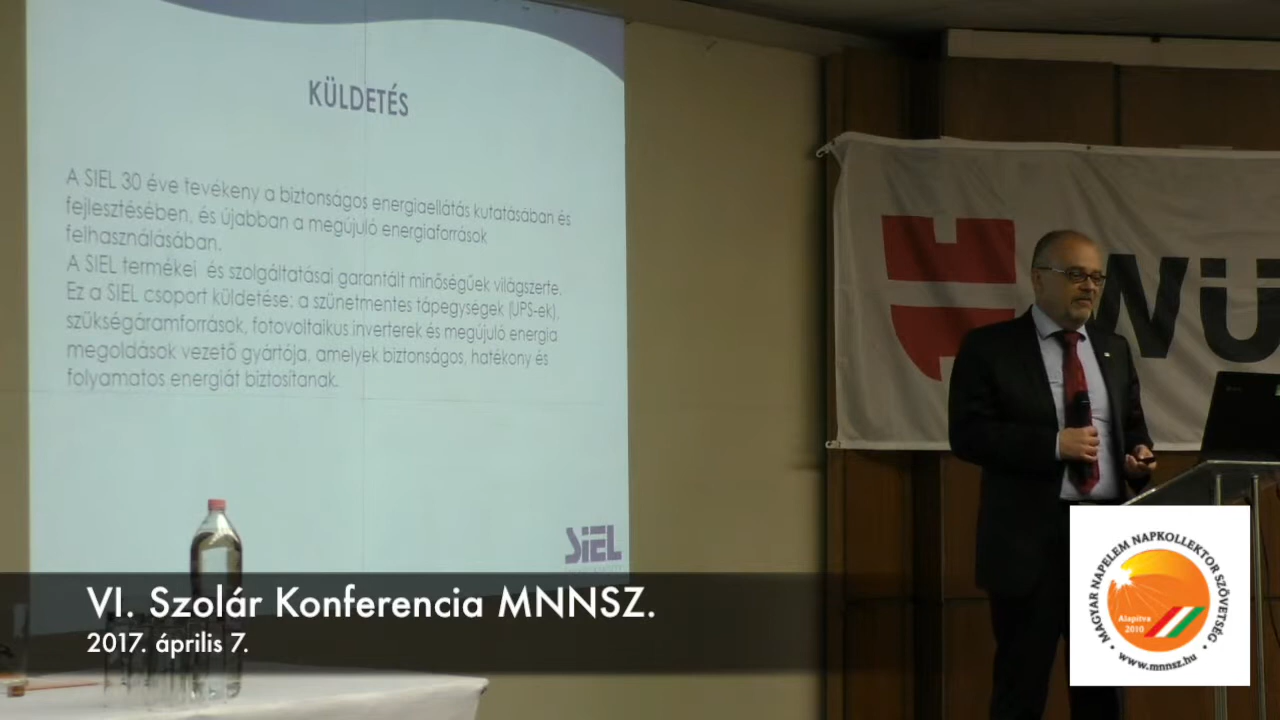 KÜLDETÉS
A SIEL 30 éve tevékeny a biztonságos energiaellátás kutatásában és
fejlesztésében, és újabban a megújuló energiaforrások
felhasználásában.
A SIEL termékei és szolgáltatásai garantált minőségűek világszerte.
Ez a SIEL csoport küldetése: a szünetmentes tápegységek (UPS-ek),
szükségáramforrások, fotovoltaikus inverterek és megújuló energia
megoldások vezető gyártója, amelyek biztonságos, hatékony és
folyamatos energiát biztosítanak.
SIEL
WÜ
VI. Szolár Konferencia MNNSZ.
2017. április 7.
• MAGYAR NAPELEM NAPKOLLEKTOR SZÖVETSÉG •
Alapítva
2010
www.mnnsz.hu